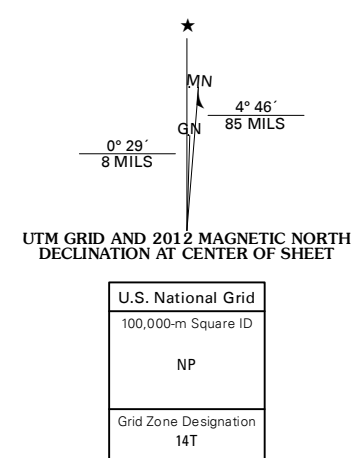 ★
MN
4° 46´
85 MILS
GN
0° 29´
8 MILS
UTM GRID AND 2012 MAGNETIC NORTH
DECLINATION AT CENTER OF SHEET
U.S. National Grid
100,000-m Square ID
NP
Grid Zone Designation
14T